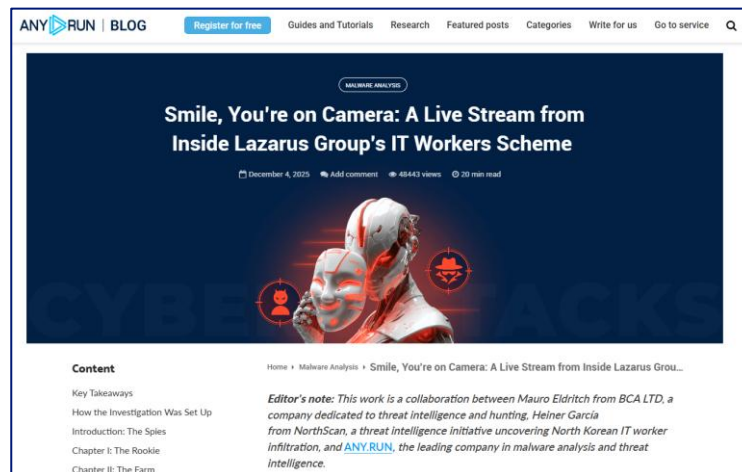 ANY RUN | BLOG
Register for free
Guides and Tutorials
Research
Featured posts
Categories
Write for us
Go to service
MALWARE ANALYSIS
Smile, You're on Camera: A Live Stream from
Inside Lazarus Group's IT Workers Scheme
December 4, 2025
Add comment
48443 views
20 min read
CYBER ATTACKS
Content
Key Takeaways
How the Investigation Was Set Up
Introduction: The Spies
Chapter I: The Rookie
Chapter II: The Farm
Home › Malware Analysis › Smile, You're on Camera: A Live Stream from Inside Lazarus Grou...
Editor's note: This work is a collaboration between Mauro Eldritch from BCA LTD, a
company dedicated to threat intelligence and hunting, Heiner García
from NorthScan, a threat intelligence initiative uncovering North Korean IT worker
infiltration, and ANY.RUN, the leading company in malware analysis and threat
intelligence.